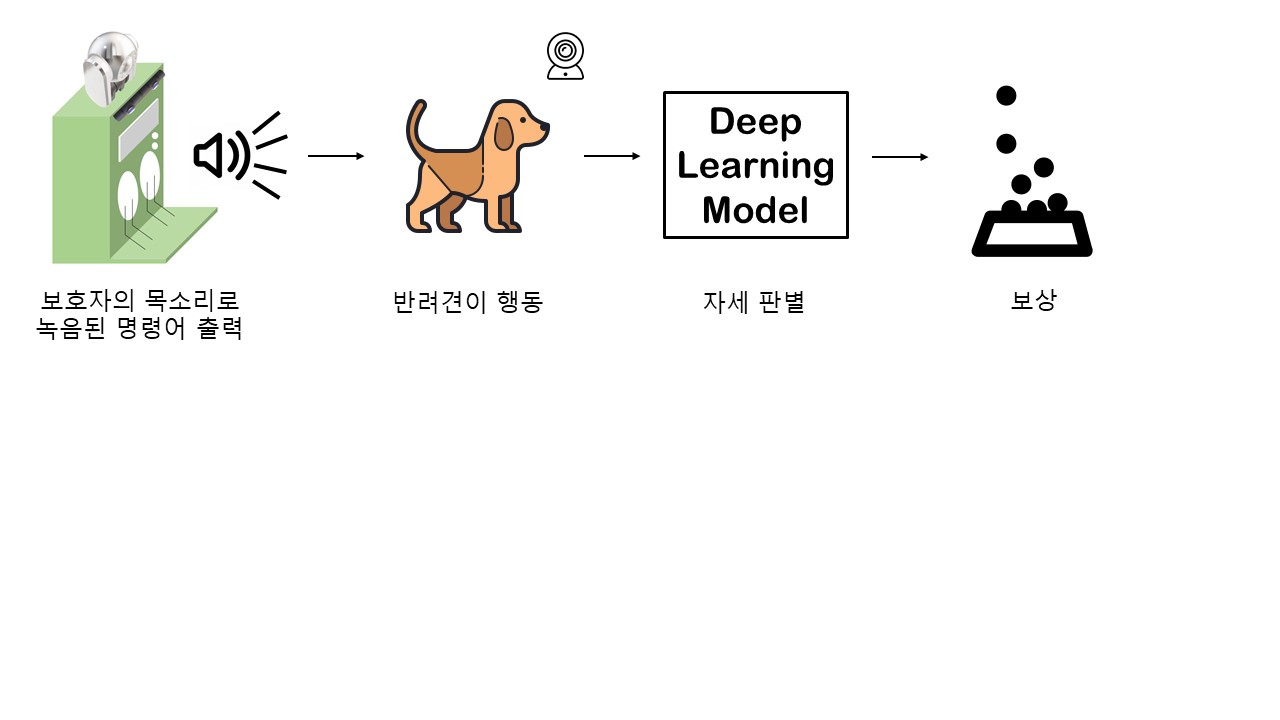 Deep
Learning
Model
보호자의 목소리로
녹음된 명령어 출력
반려견이 행동
자세 판별
보상